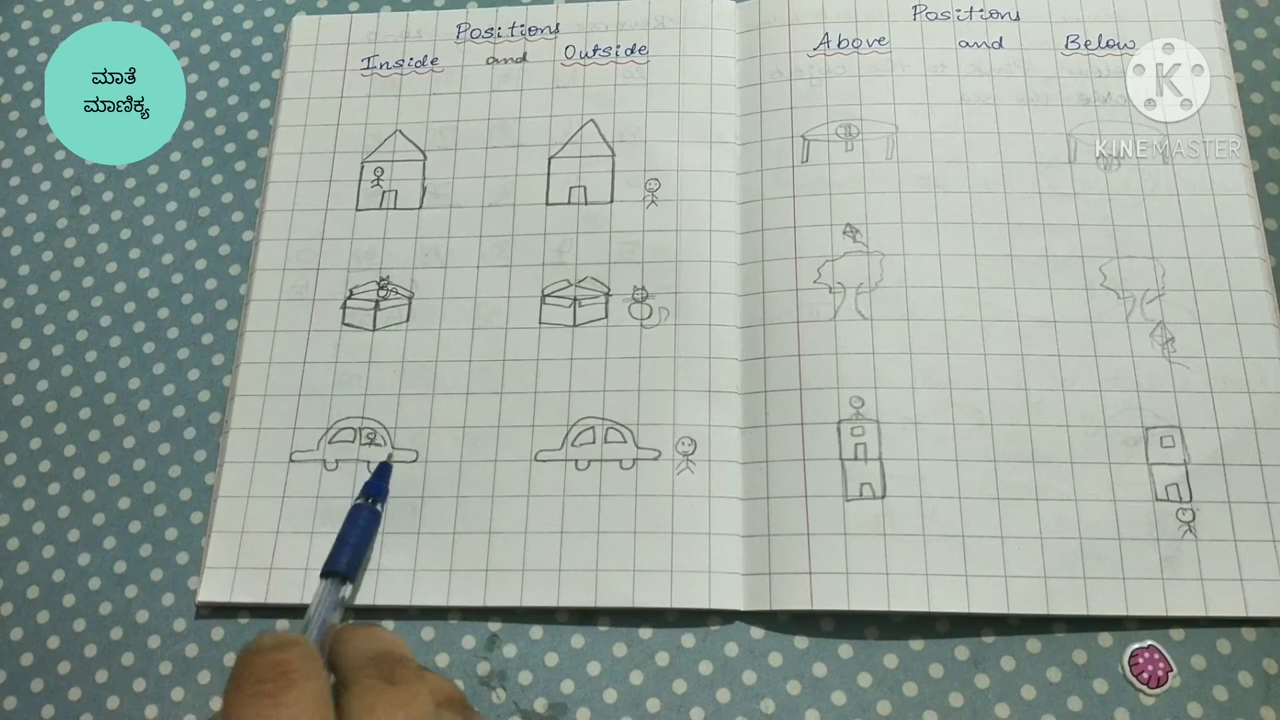 ಮಾತೆ
ಮಾಣಿಕ್ಯ
Positions
Inside and Outside
Positions
Above and Below
K
KINEMASTER